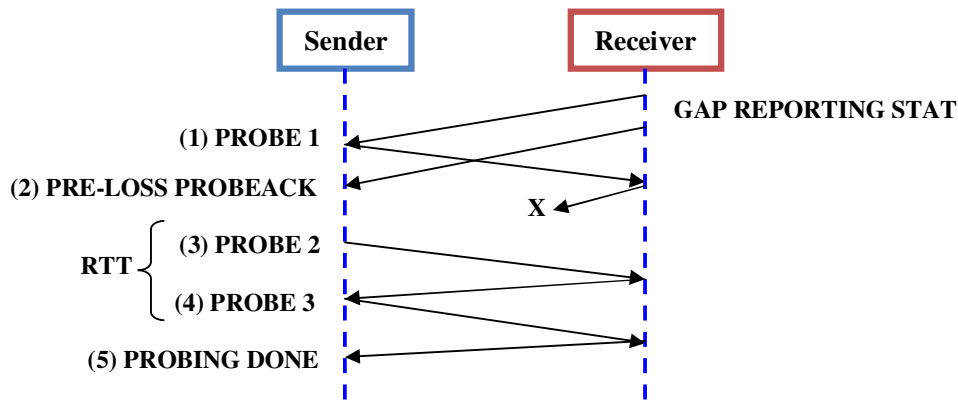 Sender
Receiver
GAP REPORTING STAT
(1) PROBE 1
(2) PRE-LOSS PROBEACK
X
(3) PROBE 2
RTT
(4) PROBE 3
(5) PROBING DONE